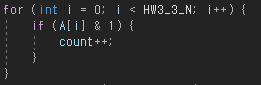 for (int i = 0; i < HW3_3_N; i++) {
if (A[i] & 1) {
count++;
}
}